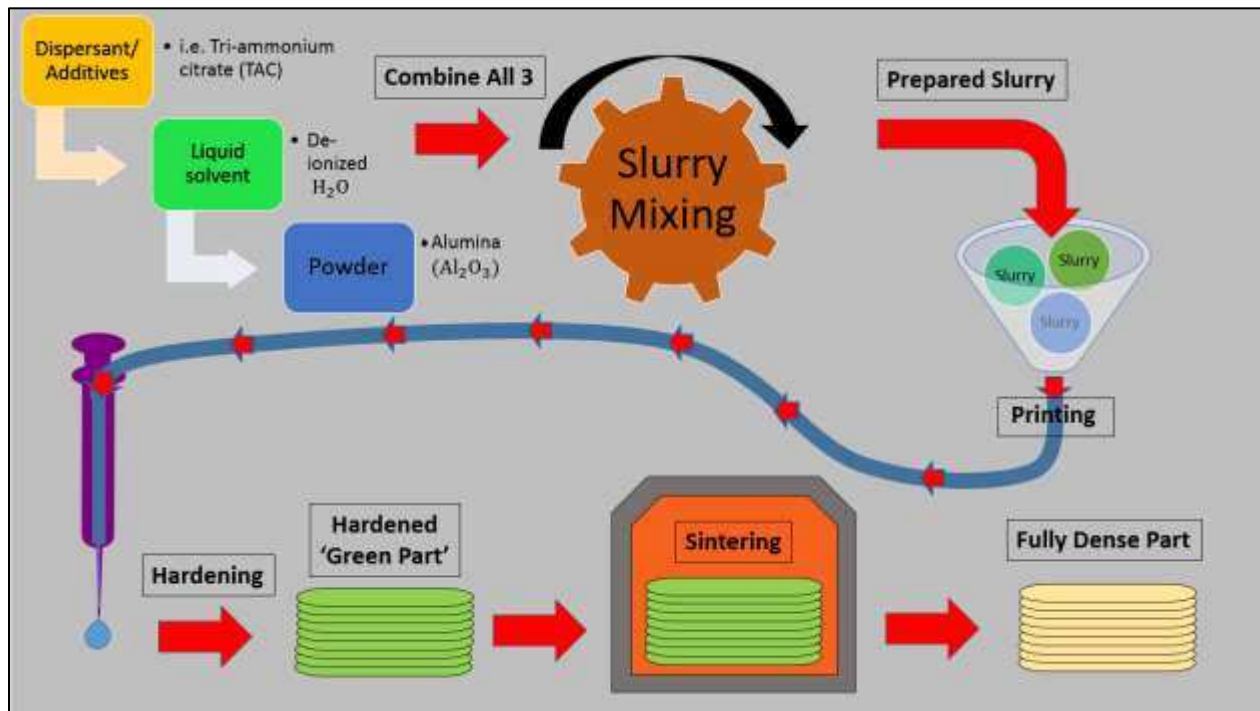 Dispersant/
Additives
• i.e. Tri-ammonium
citrate (TAC)
Combine All 3
Prepared Slurry
Liquid
solvent
• De-
ionized
H₂O
Slurry
Mixing
Powder
• Alumina
(Al₂O₃)
Slurry
Slurry
Slurry
Printing
Hardening
Hardened
‘Green Part’
Sintering
Fully Dense Part